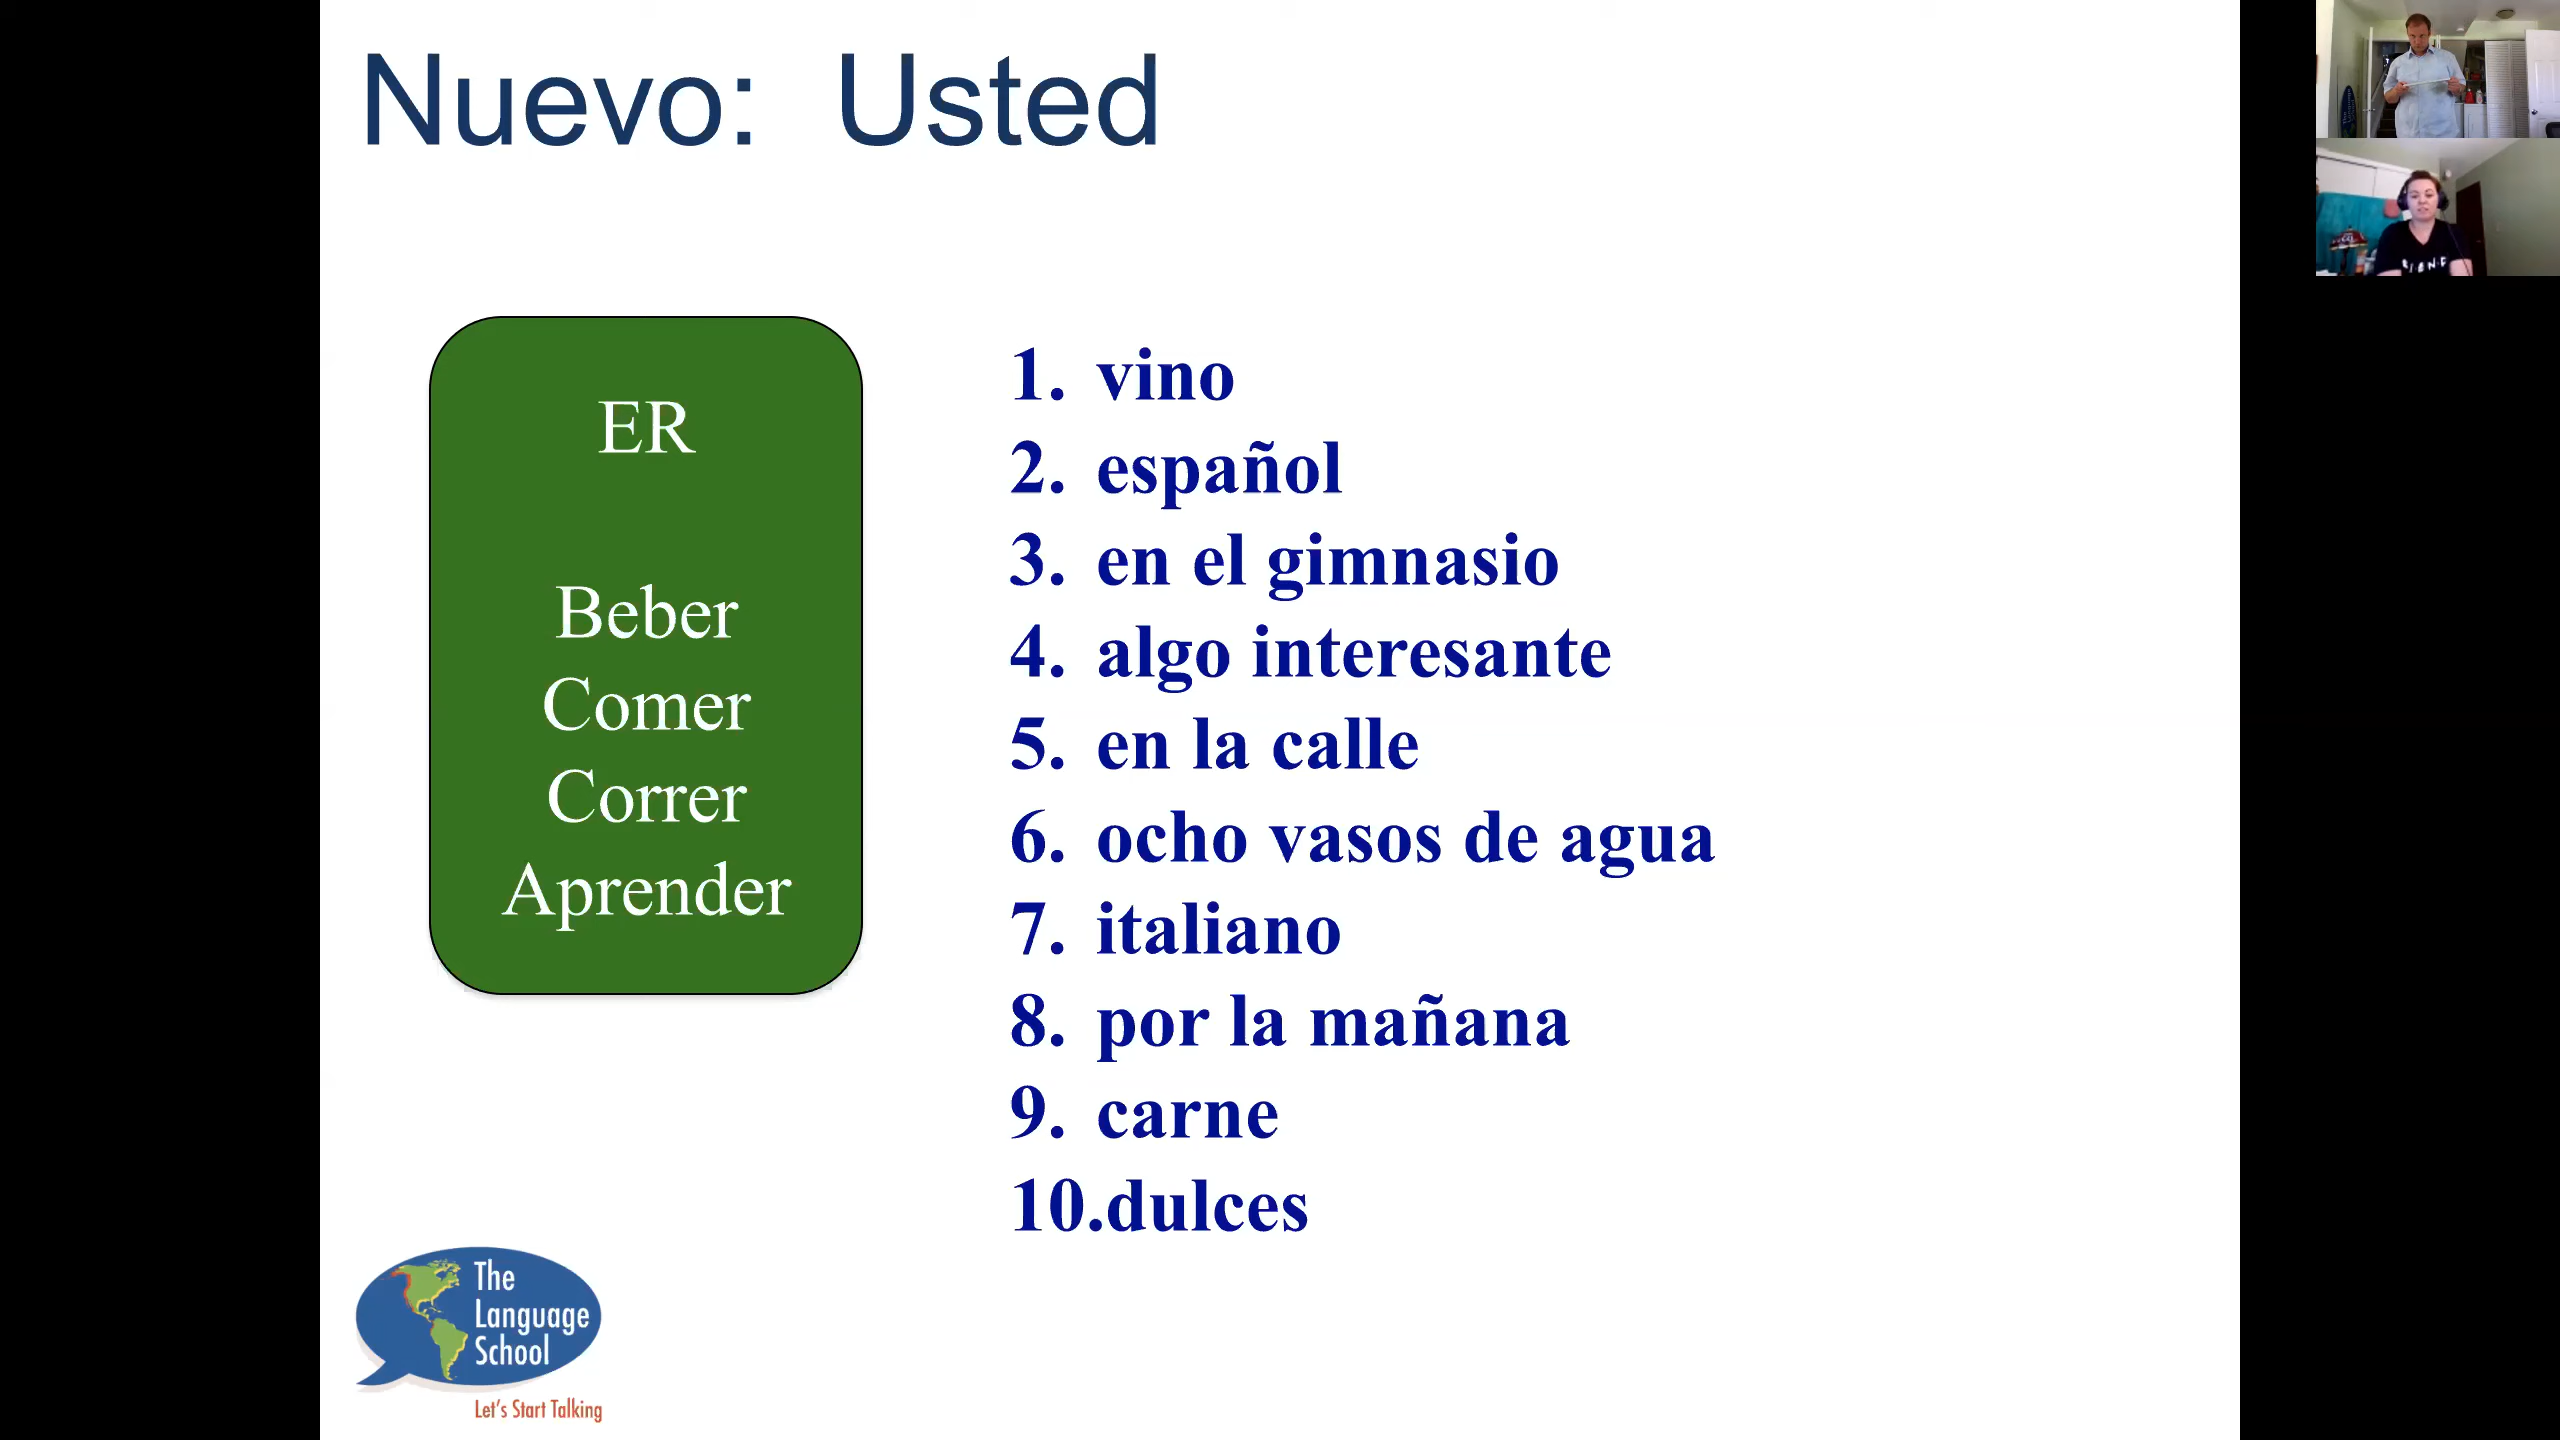 Nuevo: Usted
ER
Beber
Comer
Correr
Aprender
1. vino
2. español
3. en el gimnasio
4. algo interesante
5. en la calle
6. ocho vasos de agua
7. italiano
8. por la mañana
9. carne
10.dulces
The
Language
School
Let's Start Talking